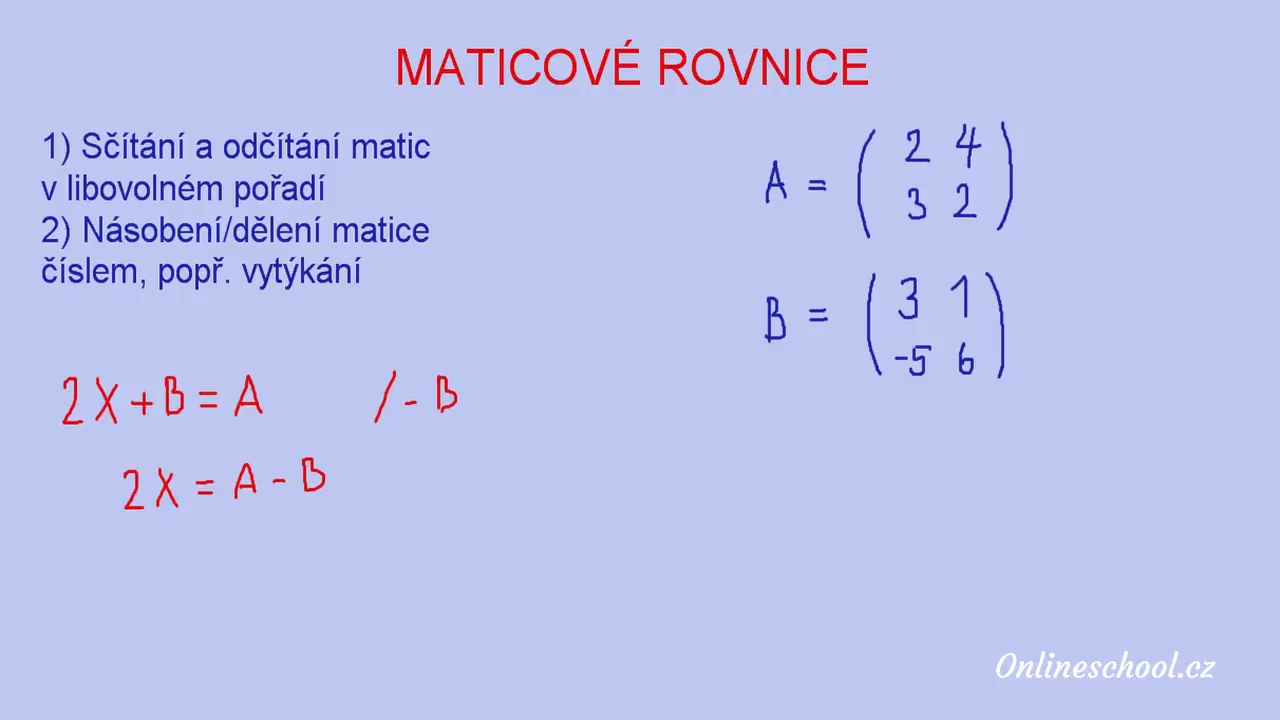 MATICOVÉ ROVNICE
1) Sčítání a odčítání matic
v libovolném pořadí
2) Násobení/dělení matice
číslem, popř. vytýkání
A = ( 2 4
3 2 )
B = ( 3 1
-5 6 )
2X + B = A / - B
2X = A - B
Onlineschool.cz